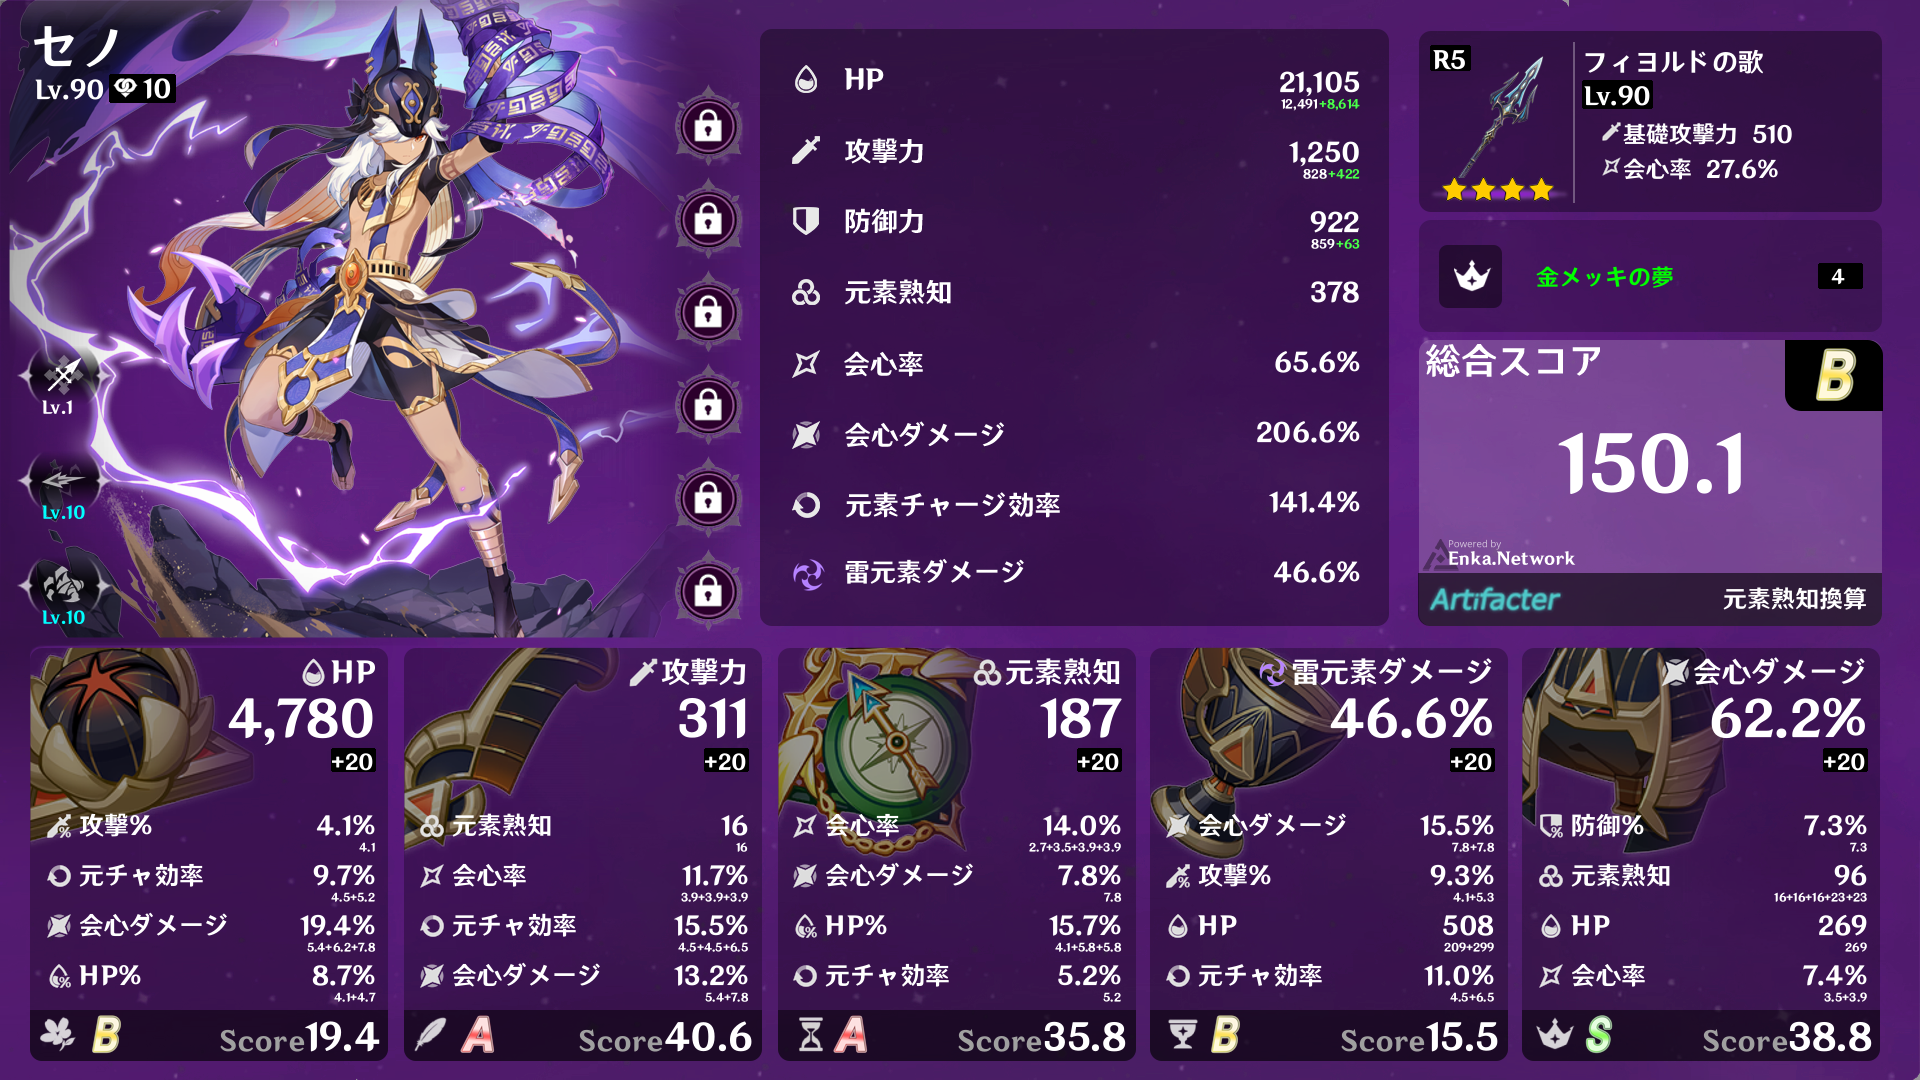 セノ
Lv.90 10
Lv.1
Lv.10
Lv.10
HP 21,105
12,491+8,614
攻撃力 1,250
828+422
防御力 922
859+63
元素熟知 378
会心率 65.6%
会心ダメージ 206.6%
元素チャージ効率 141.4%
雷元素ダメージ 46.6%
R5
フィヨルドの歌
Lv.90
基礎攻撃力 510
会心率 27.6%
金メッキの夢 4
総合スコア B
150.1
Powered by
Enka.Network
Artifacter 元素熟知換算
HP
4,780
+20
攻撃% 4.1%
4.1
元チャ効率 9.7%
4.5+5.2
会心ダメージ 19.4%
5.4+6.2+7.8
HP% 8.7%
4.1+4.7
B Score19.4
攻撃力
311
+20
元素熟知 16
16
会心率 11.7%
3.9+3.9+3.9
元チャ効率 15.5%
4.5+4.5+6.5
会心ダメージ 13.2%
5.4+7.8
A Score40.6
元素熟知
187
+20
会心率 14.0%
2.7+3.5+3.9+3.9
会心ダメージ 7.8%
7.8
HP% 15.7%
4.1+5.8+5.8
元チャ効率 5.2%
5.2
A Score35.8
雷元素ダメージ
46.6%
+20
会心ダメージ 15.5%
7.8+7.8
攻撃% 9.3%
4.1+5.3
HP 508
209+299
元チャ効率 11.0%
4.5+6.5
B Score15.5
会心ダメージ
62.2%
+20
防御% 7.3%
7.3
元素熟知 96
16+16+16+23+23
HP 269
269
会心率 7.4%
3.5+3.9
S Score38.8